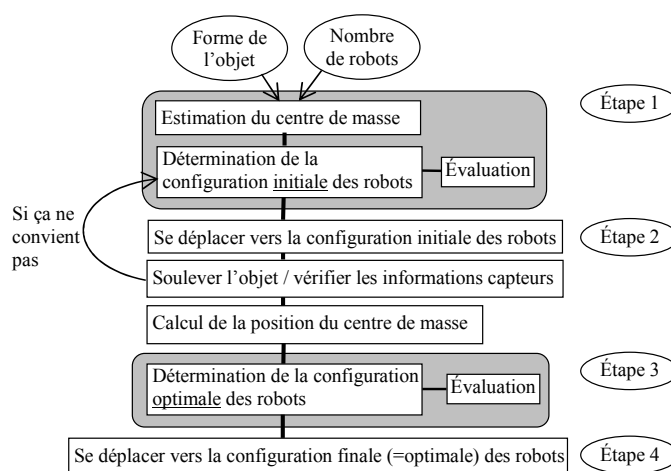 Forme de
l'objet
Nombre
de robots
Étape 1
Estimation du centre de masse
Détermination de la
configuration initiale des robots
Évaluation
Si ça ne
convient
pas
Se déplacer vers la configuration initiale des robots
Étape 2
Soulever l'objet / vérifier les informations capteurs
Calcul de la position du centre de masse
Étape 3
Détermination de la configuration
optimale des robots
Évaluation
Se déplacer vers la configuration finale (=optimale) des robots
Étape 4